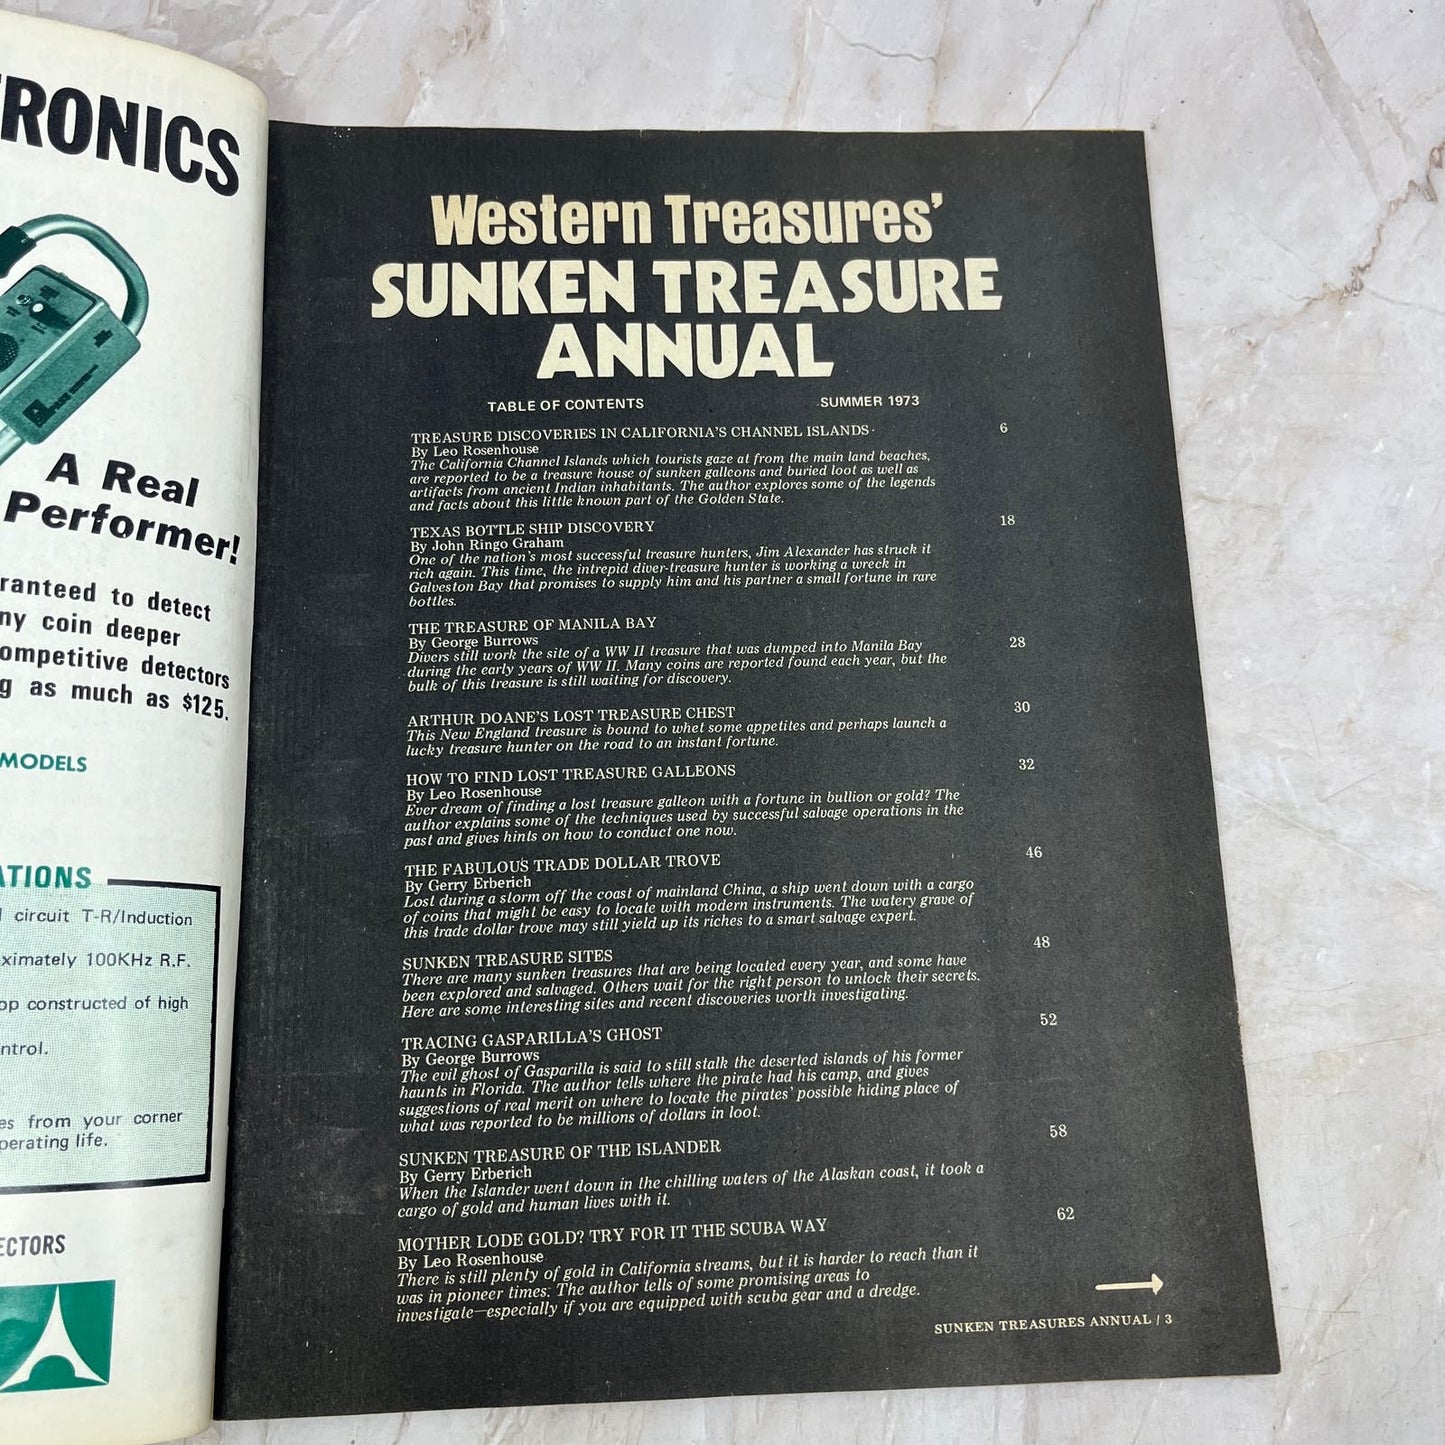 TRONICS
A Real
Performer!
ranteed to detect
ny coin deeper
ompetitive detectors
g as much as $125.
MODELS
ATIONS
circuit T-R/Induction
ximately 100KHz R.F.
op constructed of high
ntrol.
es from your corner
perating life.
ECTORS
Western Treasures'
SUNKEN TREASURE
ANNUAL
TABLE OF CONTENTS SUMMER 1973
TREASURE DISCOVERIES IN CALIFORNIA'S CHANNEL ISLANDS 6
By Leo Rosenhouse
The California Channel Islands which tourists gaze at from the main land beaches,
are reported to be a treasure house of sunken galleons and buried loot as well as
artifacts from ancient Indian inhabitants. The author explores some of the legends
and facts about this little known part of the Golden State.
TEXAS BOTTLE SHIP DISCOVERY 18
By John Ringo Graham
One of the nation's most successful treasure hunters, Jim Alexander has struck it
rich again. This time, the intrepid diver-treasure hunter is working a wreck in
Galveston Bay that promises to supply him and his partner a small fortune in rare
bottles.
THE TREASURE OF MANILA BAY 28
By George Burrows
Divers still work the site of a WW II treasure that was dumped into Manila Bay
during the early years of WW II. Many coins are reported found each year, but the
bulk of this treasure is still waiting for discovery.
ARTHUR DOANE'S LOST TREASURE CHEST 30
This New England treasure is bound to whet some appetites and perhaps launch a
lucky treasure hunter on the road to an instant fortune.
HOW TO FIND LOST TREASURE GALLEONS 32
By Leo Rosenhouse
Ever dream of finding a lost treasure galleon with a fortune in bullion or gold? The
author explains some of the techniques used by successful salvage operations in the
past and gives hints on how to conduct one now.
THE FABULOUS TRADE DOLLAR TROVE 46
By Gerry Erberich
Lost during a storm off the coast of mainland China, a ship went down with a cargo
of coins that might be easy to locate with modern instruments. The watery grave of
this trade dollar trove may still yield up its riches to a smart salvage expert.
SUNKEN TREASURE SITES 48
There are many sunken treasures that are being located every year, and some have
been explored and salvaged. Others wait for the right person to unlock their secrets.
Here are some interesting sites and recent discoveries worth investigating.
TRACING GASPARILLA'S GHOST 52
By George Burrows
The evil ghost of Gasparilla is said to still stalk the deserted islands of his former
haunts in Florida. The author tells where the pirate had his camp, and gives
suggestions of real merit on where to locate the pirates' possible hiding place of
what was reported to be millions of dollars in loot.
SUNKEN TREASURE OF THE ISLANDER 58
By Gerry Erberich
When the Islander went down in the chilling waters of the Alaskan coast, it took a
cargo of gold and human lives with it.
MOTHER LODE GOLD? TRY FOR IT THE SCUBA WAY 62
By Leo Rosenhouse
There is still plenty of gold in California streams, but it is harder to reach than it
was in pioneer times. The author tells of some promising areas to
investigate—especially if you are equipped with scuba gear and a dredge.
SUNKEN TREASURES ANNUAL / 3